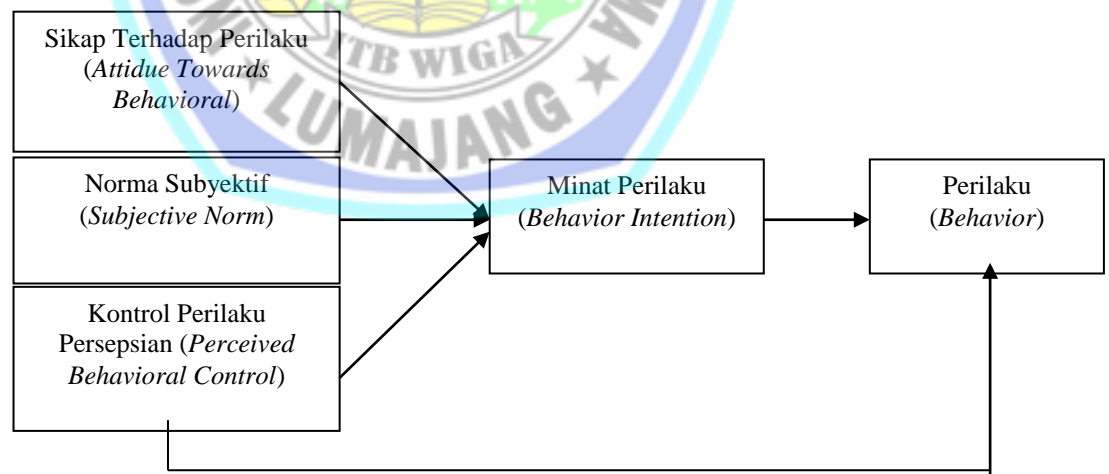 Sikap Terhadap Perilaku
(Attidue Towards
Behavioral)
ITB WIGA
LUMAJANG
Norma Subyektif
(Subjective Norm)
Minat Perilaku
(Behavior Intention)
Perilaku
(Behavior)
Kontrol Perilaku
Persepsian (Perceived
Behavioral Control)